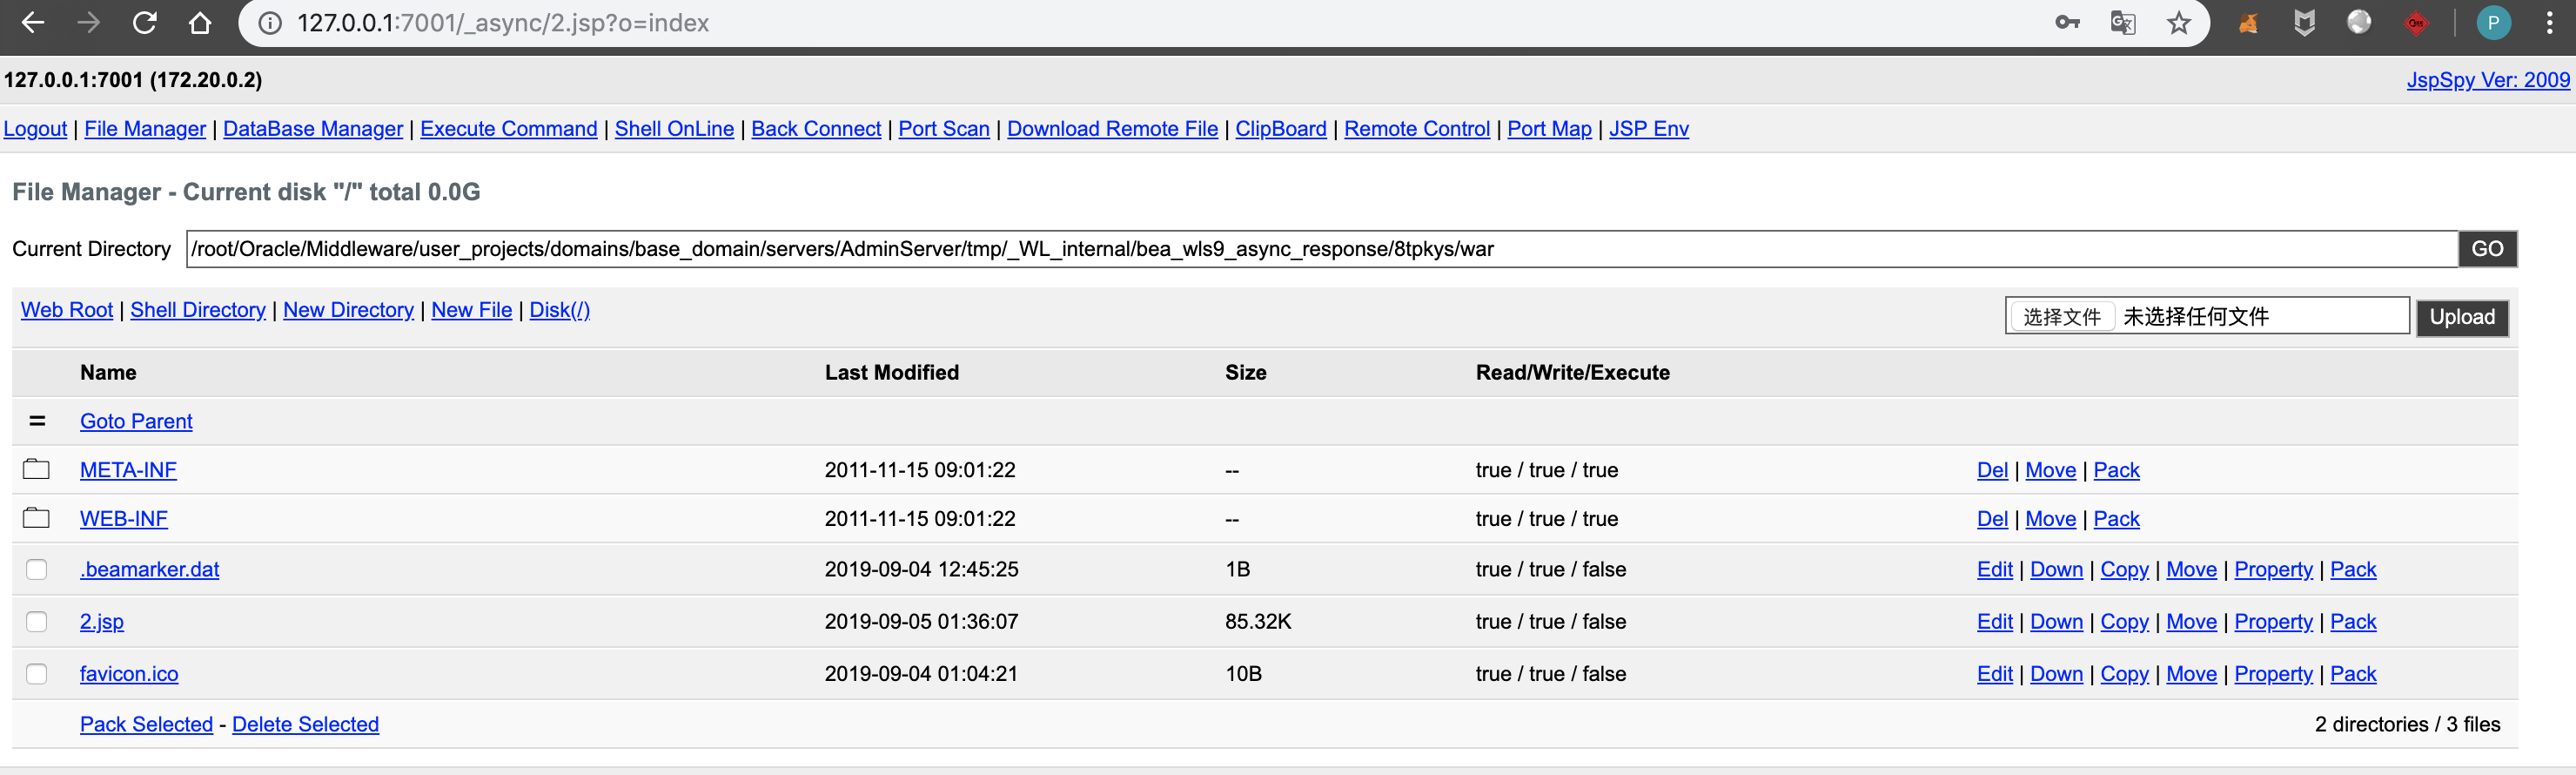 127.0.0.1:7001/_async/2.jsp?o=index
P
127.0.0.1:7001 (172.20.0.2) JspSpy Ver: 2009
Logout | File Manager | DataBase Manager | Execute Command | Shell OnLine | Back Connect | Port Scan | Download Remote File | ClipBoard | Remote Control | Port Map | JSP Env
File Manager - Current disk "/" total 0.0G
Current Directory /root/Oracle/Middleware/user_projects/domains/base_domain/servers/AdminServer/tmp/_WL_internal/bea_wls9_async_response/8tpkys/war GO
Web Root | Shell Directory | New Directory | New File | Disk(/) 选择文件 未选择任何文件 Upload
Name Last Modified Size Read/Write/Execute
= Goto Parent
META-INF 2011-11-15 09:01:22 -- true / true / true Del | Move | Pack
WEB-INF 2011-11-15 09:01:22 -- true / true / true Del | Move | Pack
.beamarker.dat 2019-09-04 12:45:25 1B true / true / false Edit | Down | Copy | Move | Property | Pack
2.jsp 2019-09-05 01:36:07 85.32K true / true / false Edit | Down | Copy | Move | Property | Pack
favicon.ico 2019-09-04 01:04:21 10B true / true / false Edit | Down | Copy | Move | Property | Pack
Pack Selected - Delete Selected 2 directories / 3 files